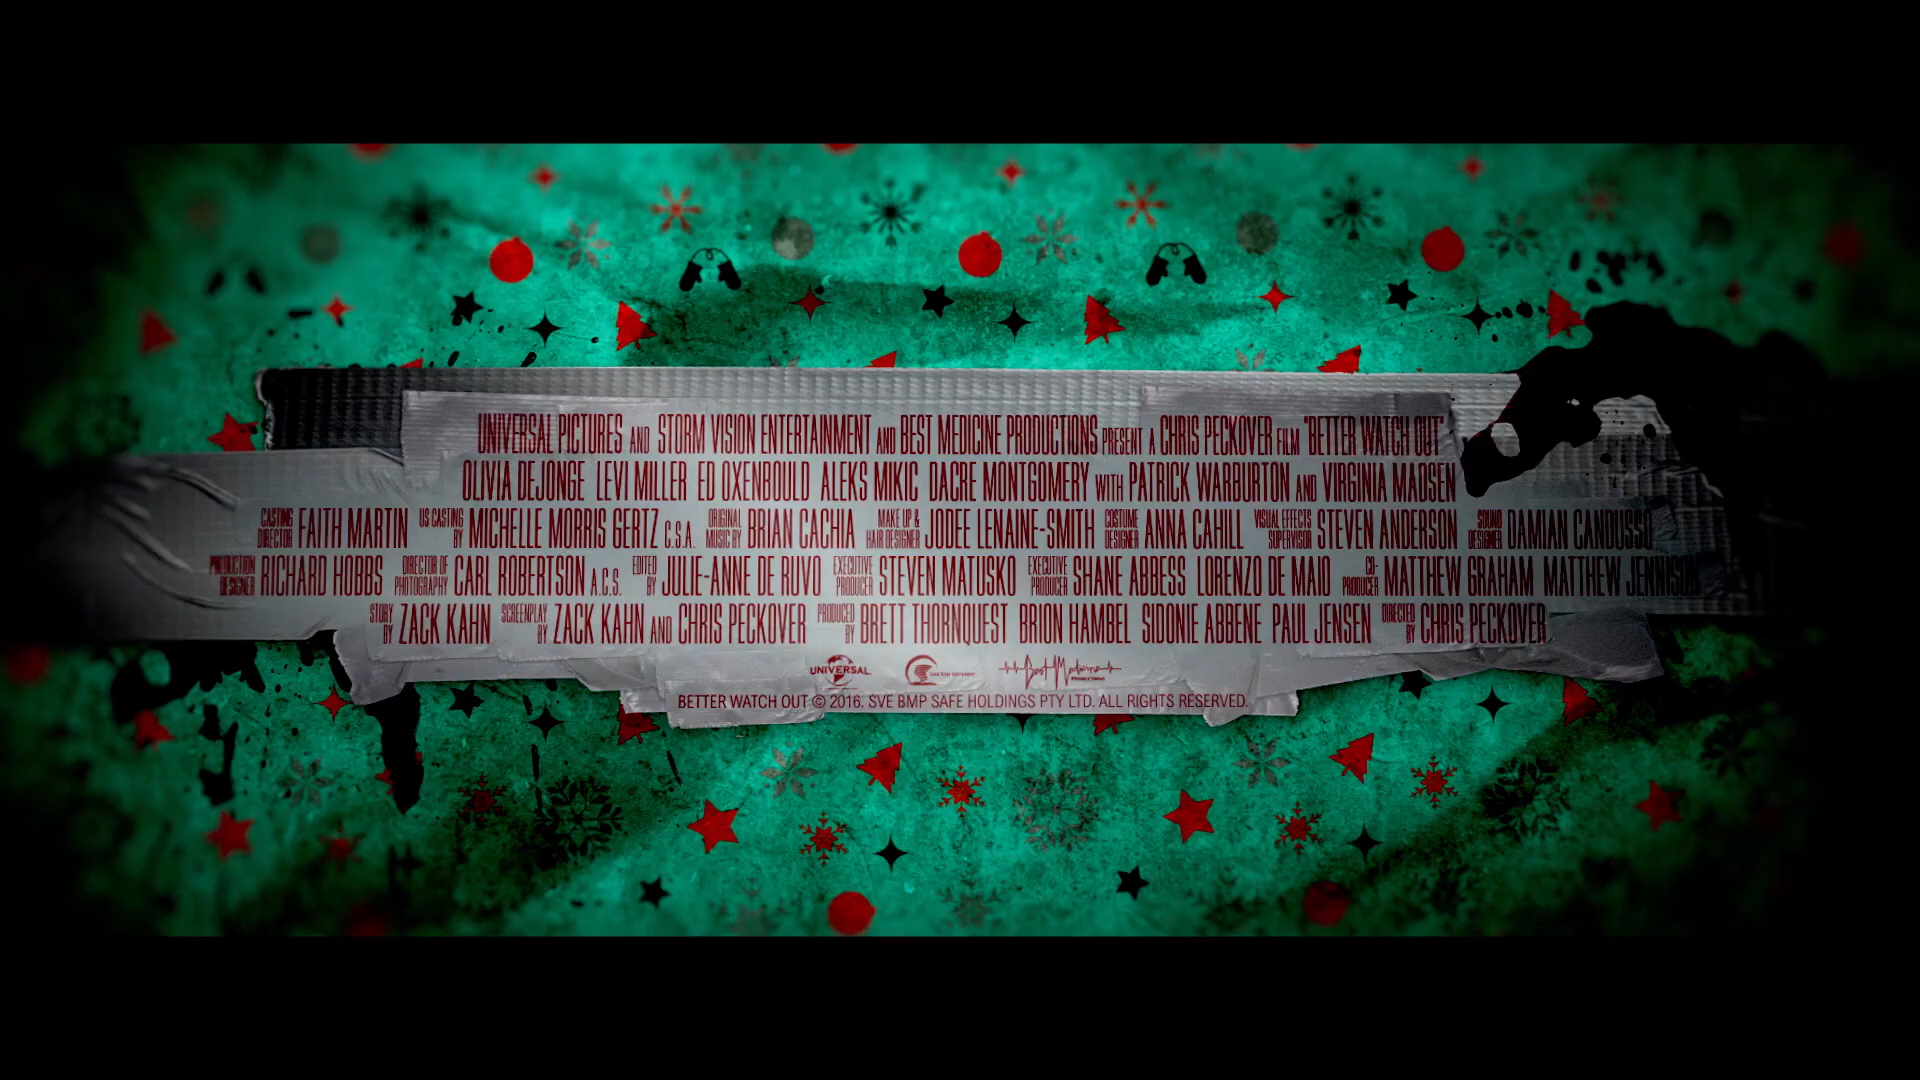 UNIVERSAL PICTURES AND STORM VISION ENTERTAINMENT AND BEST MEDICINE PRODUCTIONS PRESENT A CHRIS PECKOVER FILM "BETTER WATCH OUT"
OLIVIA DEJONGE LEVI MILLER ED OXENBOULD ALEKS MIKIC DACRE MONTGOMERY WITH PATRICK WARBURTON AND VIRGINIA MADSEN
CASTING DIRECTOR FAITH MARTIN US CASTING BY MICHELLE MORRIS GERTZ C.S.A. ORIGINAL MUSIC BY BRIAN CACHIA MAKE UP & HAIR DESIGNER JODEE LENAINE-SMITH COSTUME DESIGNER ANNA CAHILL VISUAL EFFECTS SUPERVISOR STEVEN ANDERSON SOUND DESIGNER DAMIAN CANDUSSO
PRODUCTION DESIGNER RICHARD HOBBS DIRECTOR OF PHOTOGRAPHY CARL ROBERTSON A.C.S. EDITED BY JULIE-ANNE DE RUVO EXECUTIVE PRODUCER STEVEN MATUSKO EXECUTIVE PRODUCER SHANE ABBESS LORENZO DE MAIO CO-PRODUCER MATTHEW GRAHAM MATTHEW JENNISON
STORY BY ZACK KAHN SCREENPLAY BY ZACK KAHN AND CHRIS PECKOVER PRODUCED BY BRETT THORNQUEST BRION HAMBEL SIDONIE ABBENE PAUL JENSEN DIRECTED BY CHRIS PECKOVER
UNIVERSAL Best Medicine
BETTER WATCH OUT © 2016. SVE BMP SAFE HOLDINGS PTY LTD. ALL RIGHTS RESERVED.